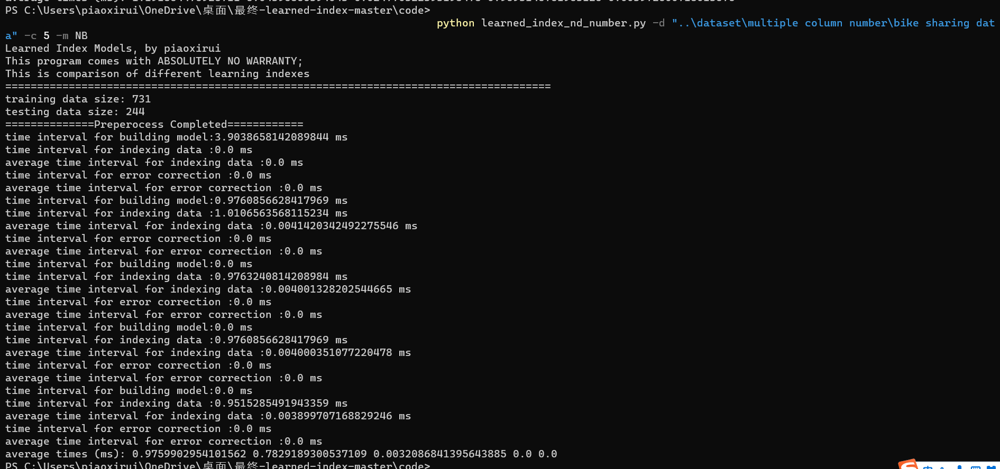 PS C:\Users\piaoxirui\OneDrive\桌面\最终-learned-index-master\code>
python learned_index_nd_number.py -d "..\dataset\multiple column number\bike sharing dat
a" -c 5 -m NB
Learned Index Models, by piaoxirui
This program comes with ABSOLUTELY NO WARRANTY;
This is comparison of different learning indexes
======================================================================================
training data size: 731
testing data size: 244
==============Preperocess Completed============
time interval for building model:3.9038658142089844 ms
time interval for indexing data :0.0 ms
average time interval for indexing data :0.0 ms
time interval for error correction :0.0 ms
average time interval for error correction :0.0 ms
time interval for building model:0.9760856628417969 ms
time interval for indexing data :1.0106563568115234 ms
average time interval for indexing data :0.0041420342492275546 ms
time interval for error correction :0.0 ms
average time interval for error correction :0.0 ms
time interval for building model:0.0 ms
time interval for indexing data :0.9763240814208984 ms
average time interval for indexing data :0.004001328202544665 ms
time interval for error correction :0.0 ms
average time interval for error correction :0.0 ms
time interval for building model:0.0 ms
time interval for indexing data :0.9760856628417969 ms
average time interval for indexing data :0.004000351077220478 ms
time interval for error correction :0.0 ms
average time interval for error correction :0.0 ms
time interval for building model:0.0 ms
time interval for indexing data :0.9515285491943359 ms
average time interval for indexing data :0.003899707168829246 ms
time interval for error correction :0.0 ms
average time interval for error correction :0.0 ms
average times (ms): 0.9759902954101562 0.7829189300537109 0.0032086841395643885 0.0 0.0
PS C:\Users\piaoxirui\OneDrive\桌面\最终-learned-index-master\code>